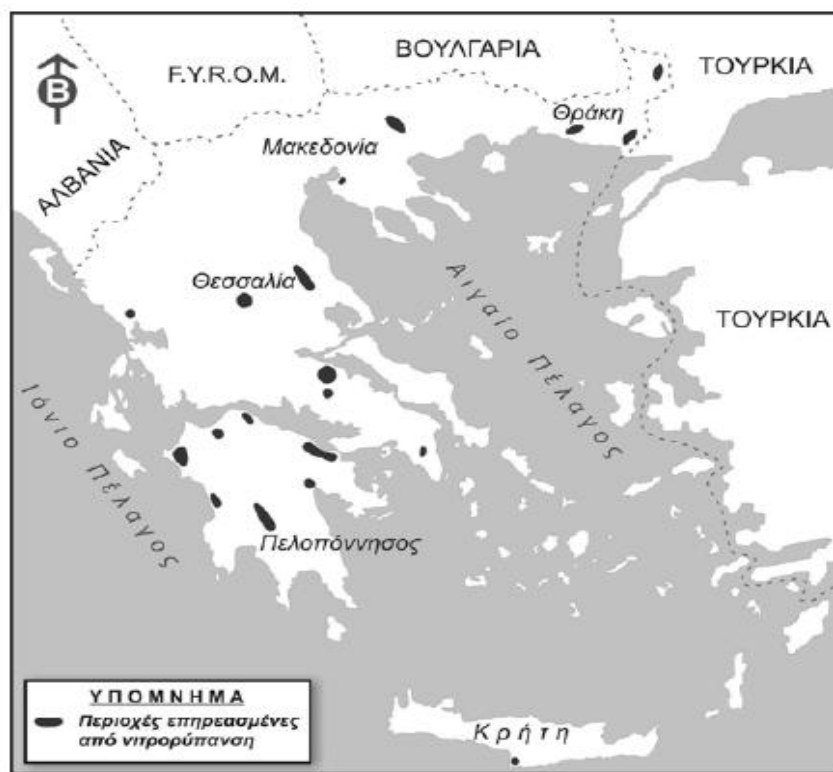 ΒΟΥΛΓΑΡΙΑ
F.Y.R.O.M.
ΤΟΥΡΚΙΑ
Β
Θράκη
Μακεδονία
ΑΛΒΑΝΙΑ
Θεσσαλία
Αιγαίο Πέλαγος
ΤΟΥΡΚΙΑ
Ιόνιο Πέλαγος
Πελοπόννησος
ΥΠΟΜΝΗΜΑ
Περιοχές επηρεασμένες
από νιτρορύπανση
Κρήτη